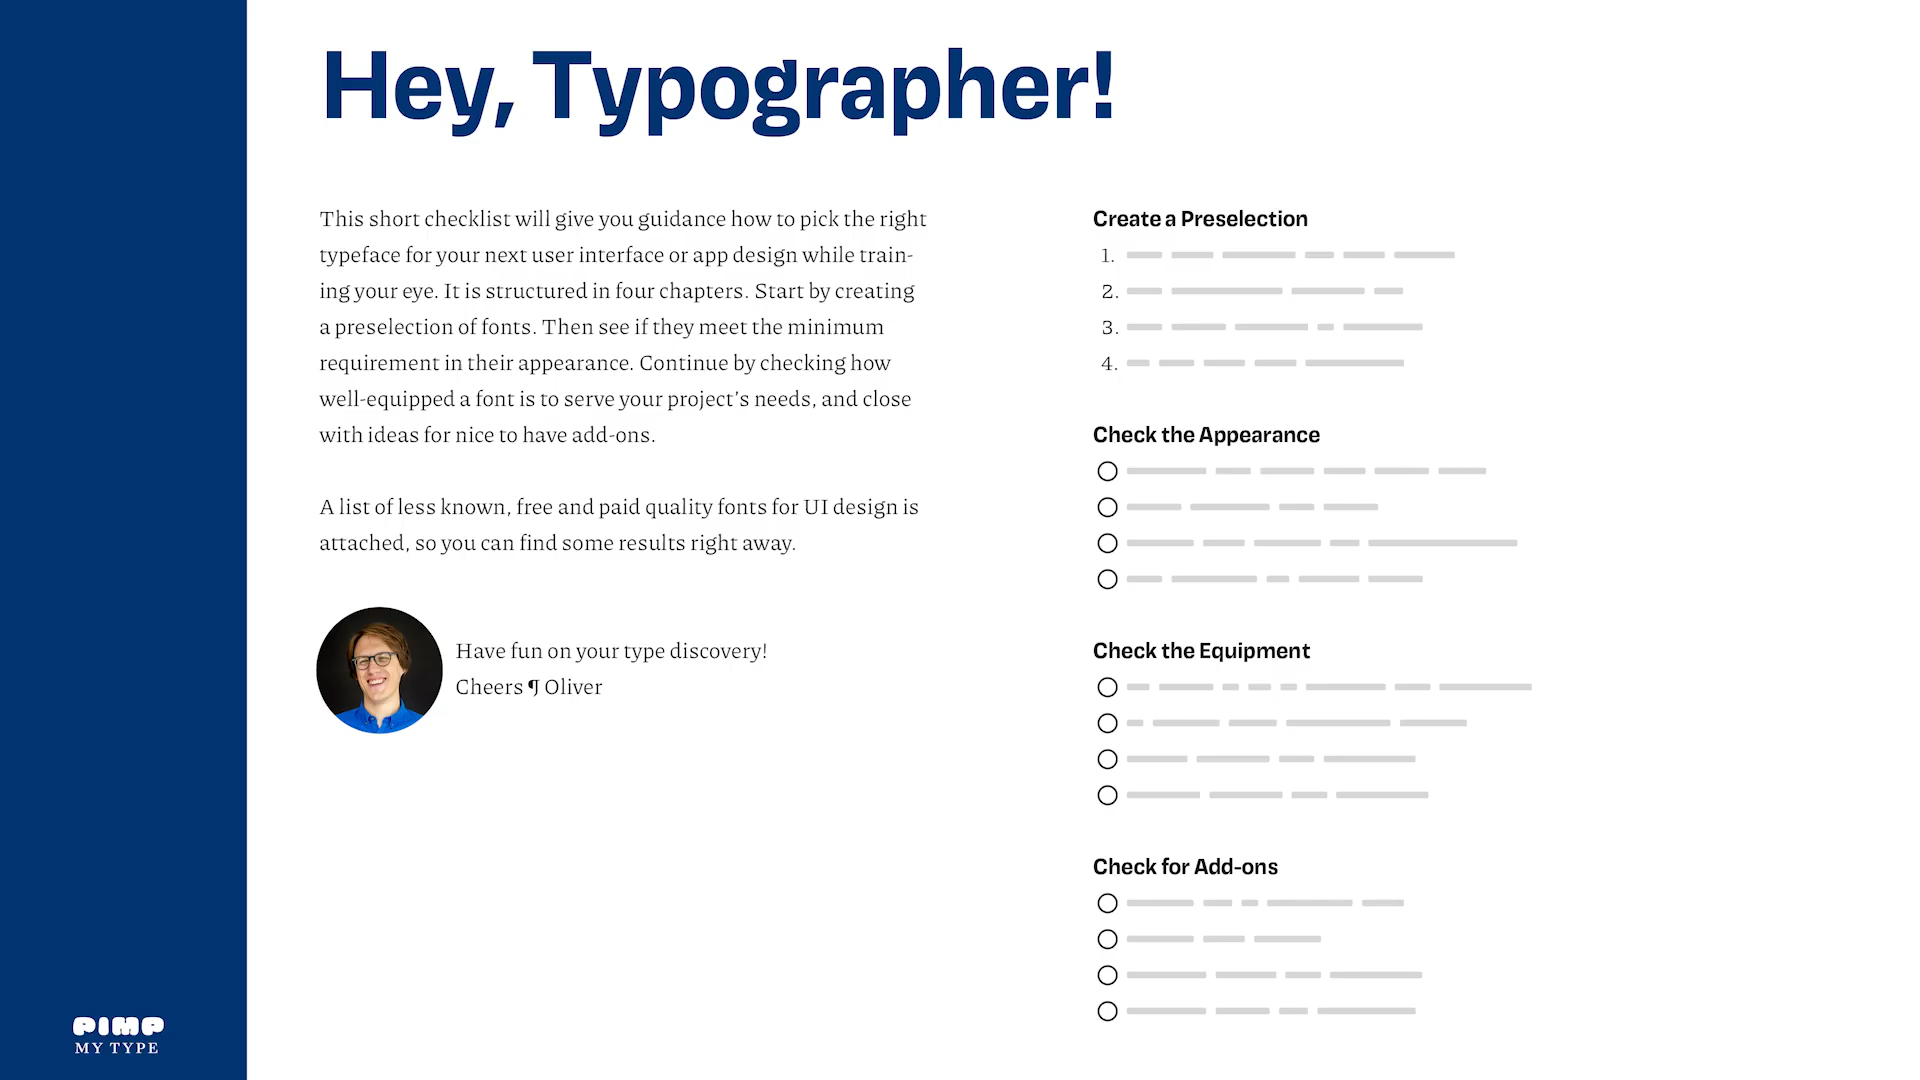 Hey, Typographer!
This short checklist will give you guidance how to pick the right
typeface for your next user interface or app design while train-
ing your eye. It is structured in four chapters. Start by creating
a preselection of fonts. Then see if they meet the minimum
requirement in their appearance. Continue by checking how
well-equipped a font is to serve your project’s needs, and close
with ideas for nice to have add-ons.
A list of less known, free and paid quality fonts for UI design is
attached, so you can find some results right away.
Have fun on your type discovery!
Cheers ¶ Oliver
Create a Preselection
1.
2.
3.
4.
Check the Appearance
Check the Equipment
Check for Add-ons
PIMP
MY TYPE